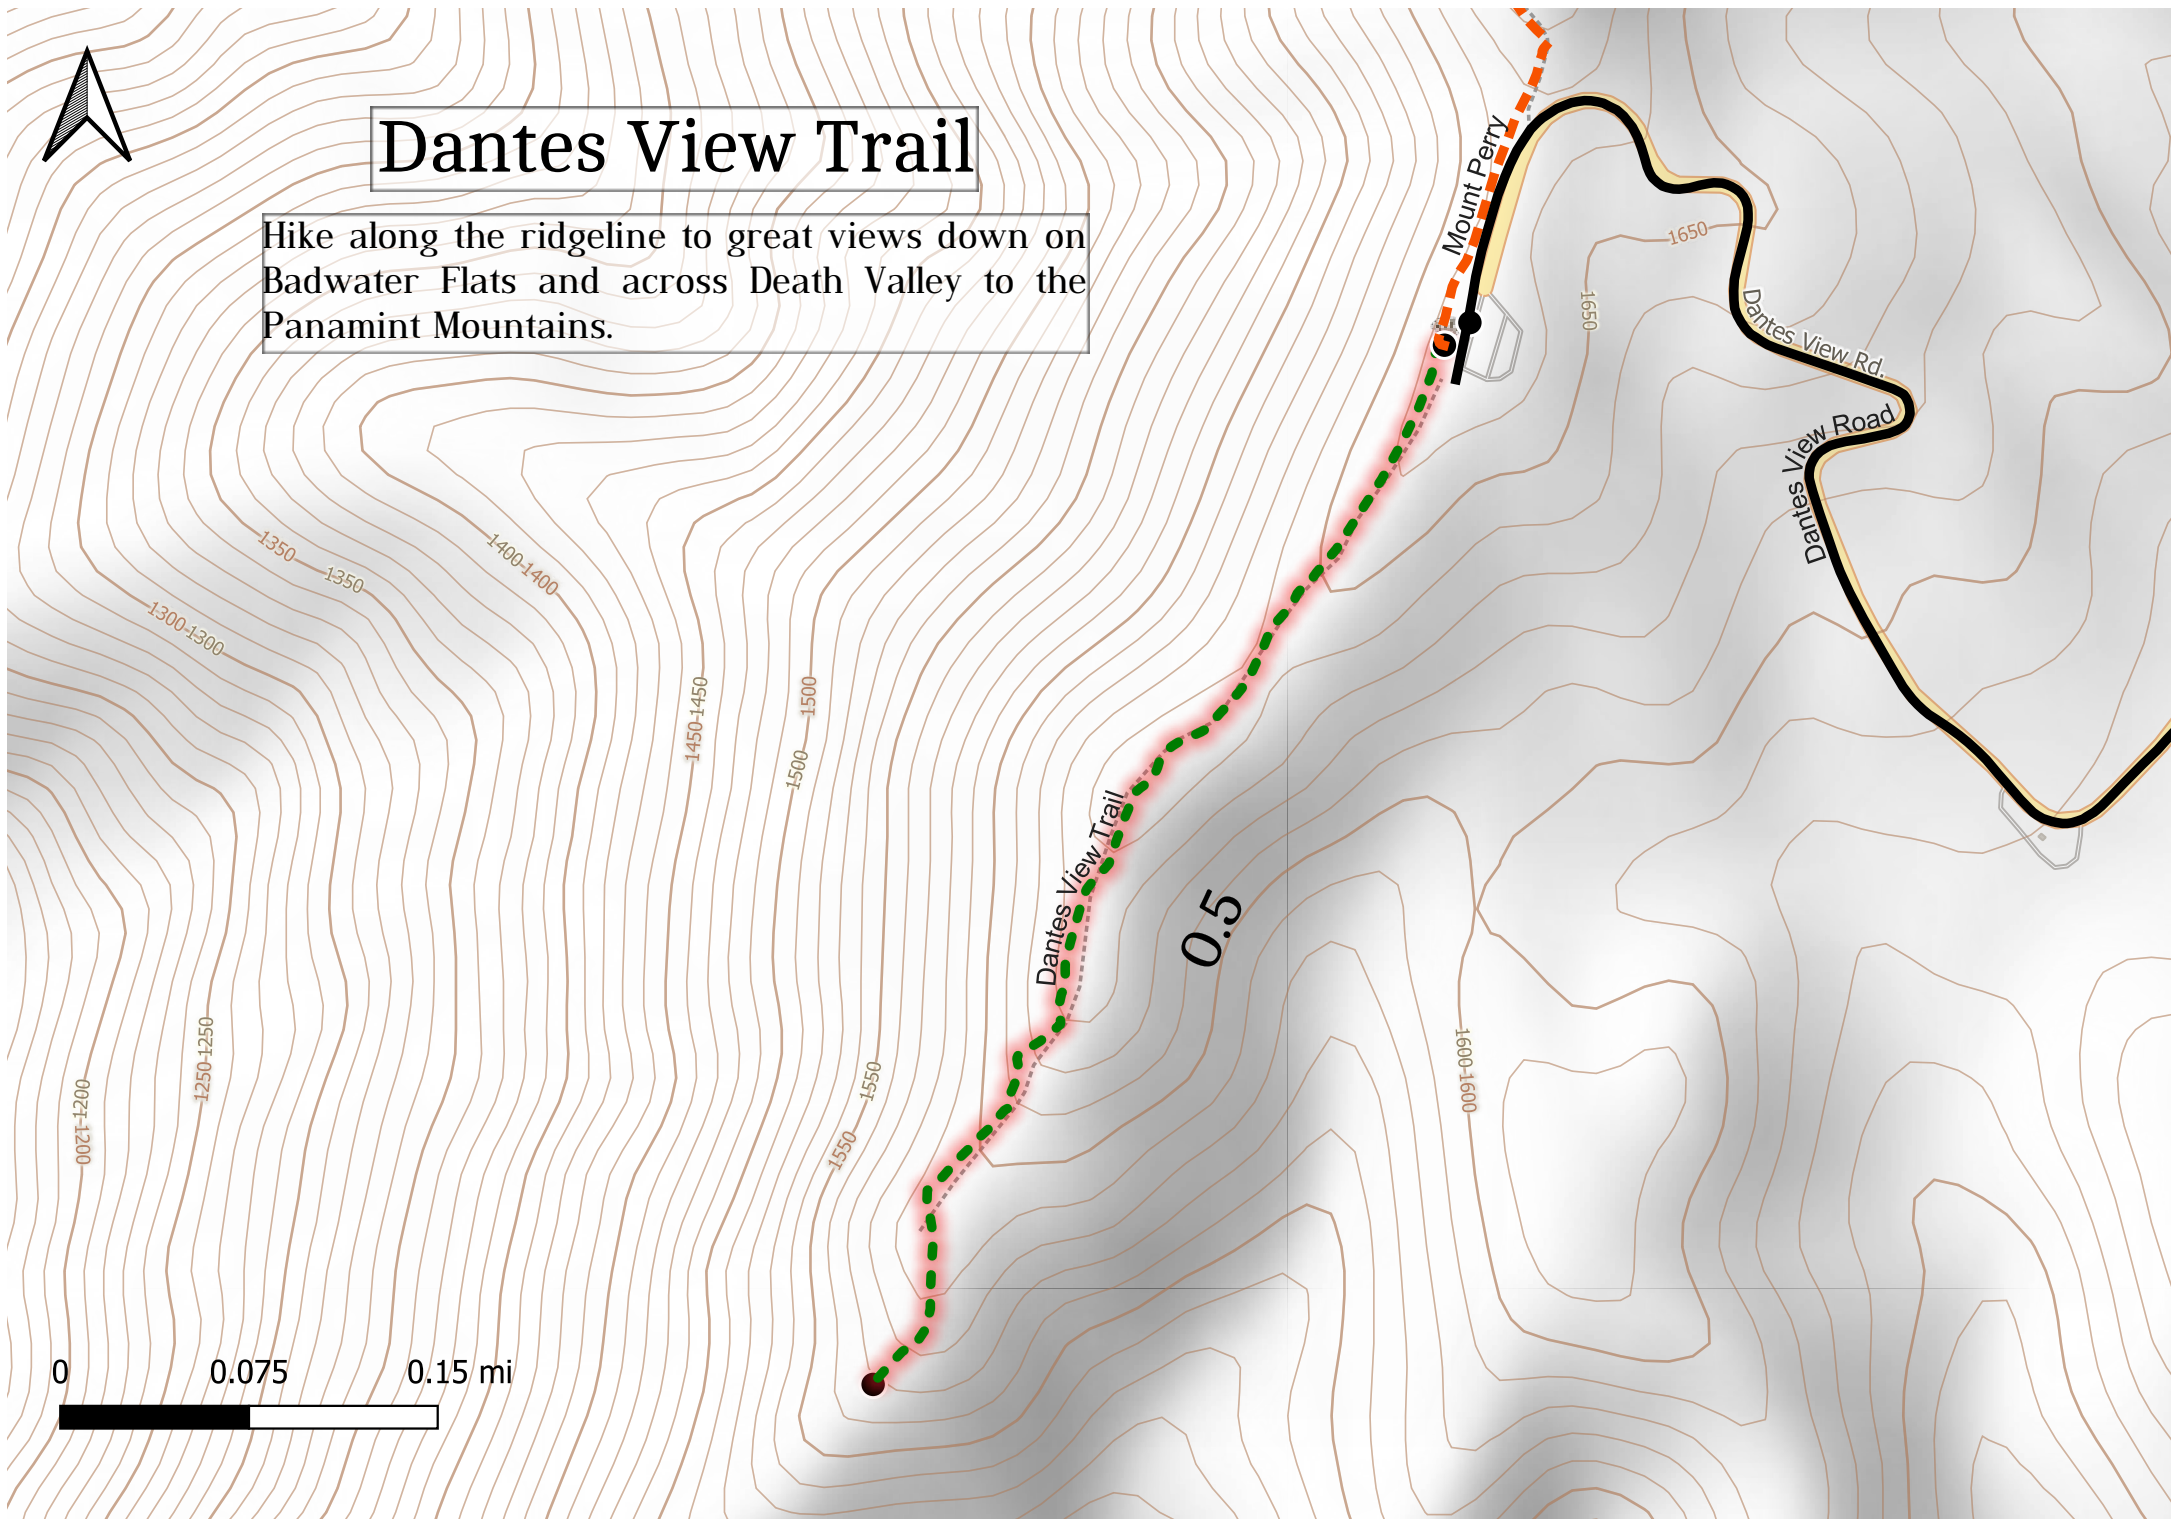 Dantes View Trail
Hike along the ridgeline to great views down on
Badwater Flats and across Death Valley to the
Panamint Mountains.
Mount Perry
1650
1650
Dantes View Rd.
Dantes View Road
1350
1350
1400
1400
1300
1300
1450
1450
1500
1500
Dantes View Trail
0.5
1250
1250
1200
1200
1550
1550
1600
1600
0 0.075 0.15 mi